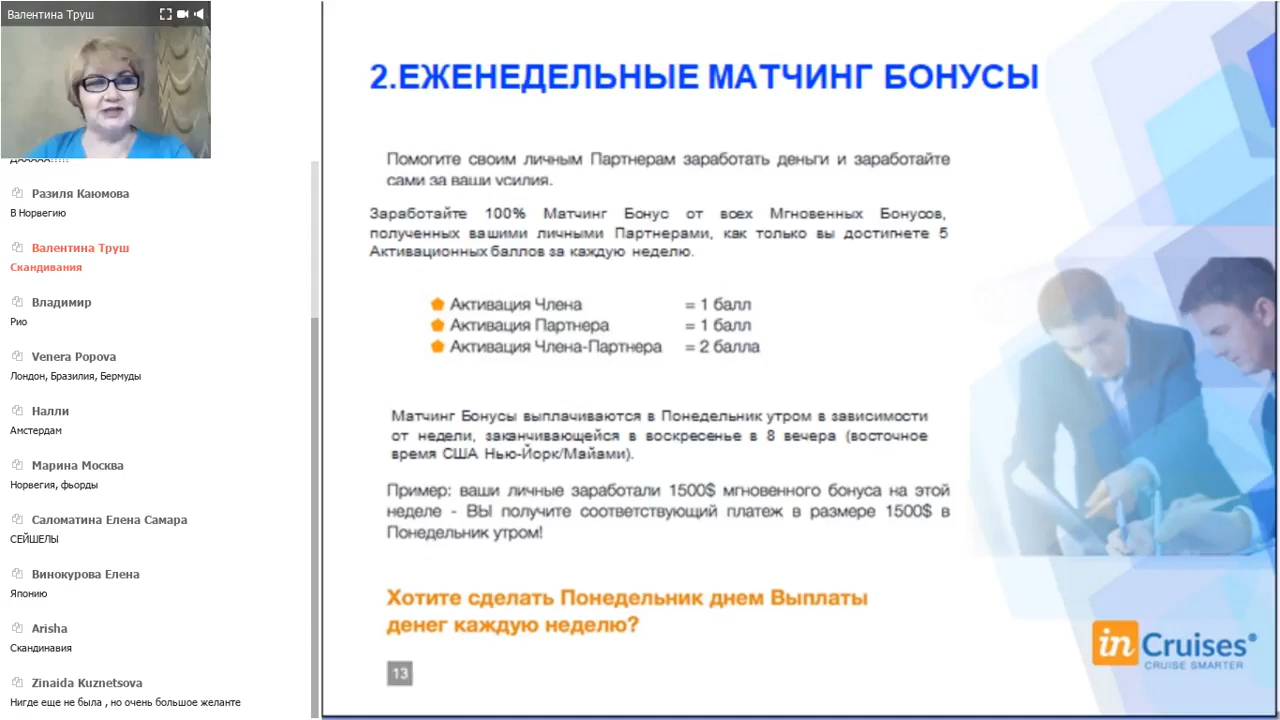 Валентина Труш
ДААААА!!!!!
Разиля Каюмова
В Норвегию
Валентина Труш
Скандивания
Владимир
Рио
Venera Popova
Лондон, Бразилия, Бермуды
Налли
Амстердам
Марина Москва
Норвегия, фьорды
Саломатина Елена Самара
СЕЙШЕЛЫ
Винокурова Елена
Японию
Arisha
Скандинавия
Zinaida Kuznetsova
Нигде еще не была , но очень большое желанте
2.ЕЖЕНЕДЕЛЬНЫЕ МАТЧИНГ БОНУСЫ
Помогите своим личным Партнерам заработать деньги и заработайте
сами за ваши усилия.
Заработайте 100% Матчинг Бонус от всех Мгновенных Бонусов,
полученных вашими личными Партнерами, как только вы достигнете 5
Активационных баллов за каждую неделю.
Активация Члена = 1 балл
Активация Партнера = 1 балл
Активация Члена-Партнера = 2 балла
Матчинг Бонусы выплачиваются в Понедельник утром в зависимости
от недели, заканчивающейся в воскресенье в 8 вечера (восточное
время США Нью-Йорк/Майами).
Пример: ваши личные заработали 1500$ мгновенного бонуса на этой
неделе - ВЫ получите соответствующий платеж в размере 1500$ в
Понедельник утром!
Хотите сделать Понедельник днем Выплаты
денег каждую неделю?
13
in Cruises®
CRUISE SMARTER